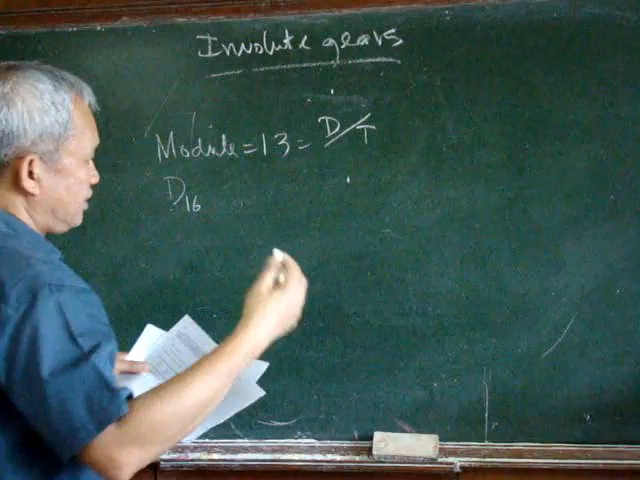 Involute gears
Module = 13 = D/T
D16